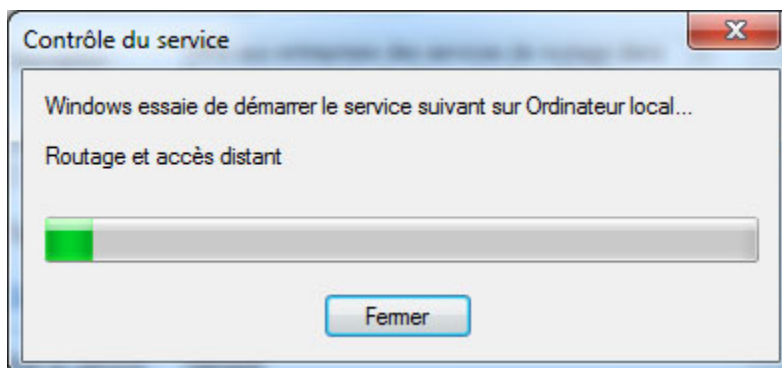 Contrôle du service
Windows essaie de démarrer le service suivant sur Ordinateur local...
Routage et accès distant
Fermer